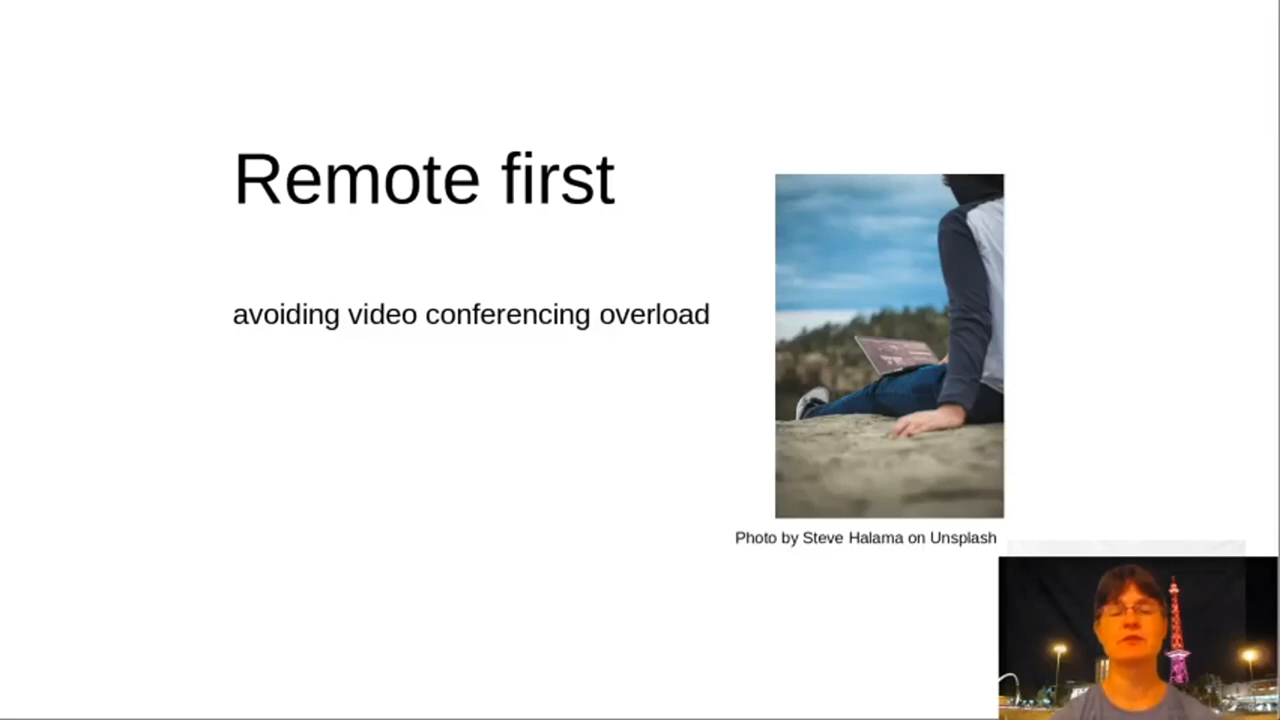 Remote first
avoiding video conferencing overload
Photo by Steve Halama on Unsplash